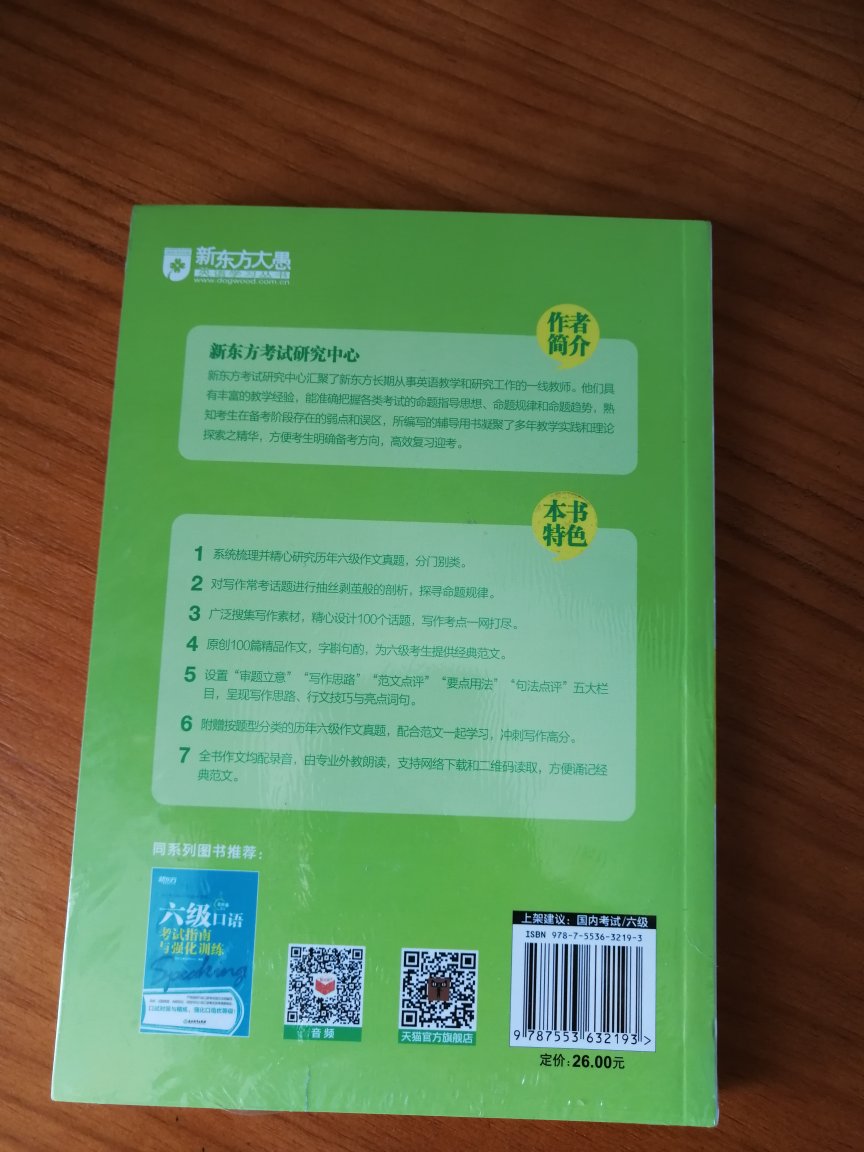 新东方大愚
英语学习丛书
www.dogwood.com.cn
作者
简介
新东方考试研究中心
新东方考试研究中心汇聚了新东方长期从事英语教学和研究工作的一线教师。他们具
有丰富的教学经验，能准确把握各类考试的命题指导思想、命题规律和命题趋势，熟
知考生在备考阶段存在的弱点和误区，所编写的辅导用书凝聚了多年教学实践和理论
探索之精华，方便考生明确备考方向，高效复习迎考。
本书
特色
1 系统梳理并精心研究历年六级作文真题，分门别类。
2 对写作常考话题进行抽丝剥茧般的剖析，探寻命题规律。
3 广泛搜集写作素材，精心设计100个话题，写作考点一网打尽。
4 原创100篇精品作文，字斟句酌，为六级考生提供经典范文。
5 设置“审题立意”“写作思路”“范文点评”“要点用法”“句法点评”五大栏
目，呈现写作思路、行文技巧与亮点词句。
6 附赠按题型分类的历年六级作文真题，配合范文一起学习，冲刺写作高分。
7 全书作文均配录音，由专业外教朗读，支持网络下载和二维码读取，方便诵记经
典范文。
同系列图书推荐：
新东方
六级口语
考试指南
与强化训练
Speaking
音频
天猫官方旗舰店
上架建议：国内考试/六级
ISBN 978-7-5536-3219-3
9 787553 632193 >
定价：26.00元